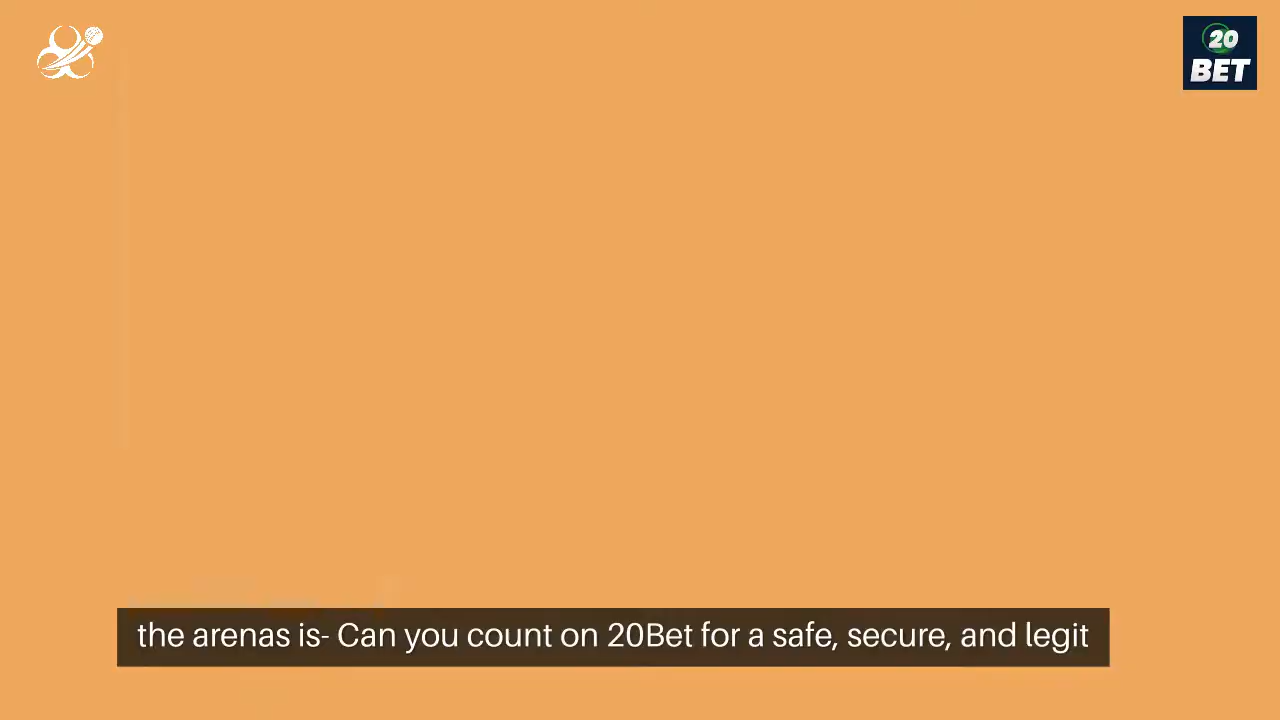 20
BET
the arenas is- Can you count on 20Bet for a safe, secure, and legit